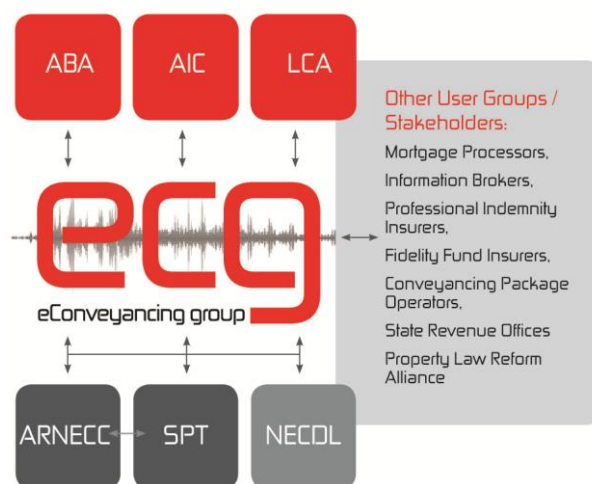 ABA
AIC
LCA
Other User Groups /
Stakeholders:
Mortgage Processors,
Information Brokers,
Professional Indemnity
Insurers,
Fidelity Fund Insurers,
Conveyancing Package
Operators,
State Revenue Offices
Property Law Reform
Alliance
ecg
eConveyancing group
ARNECC
SPT
NECDL